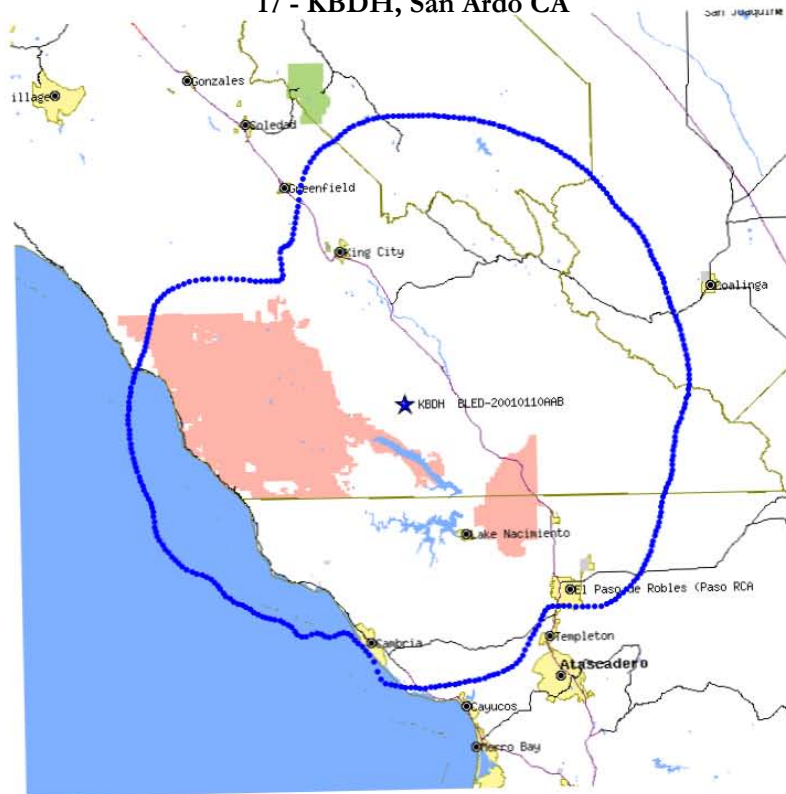 17 - KBDH, San Ardo CA
San Joaquin
Gonzales
illage
Soledad
Greenfield
King City
Coalinga
KBDH BLED-20010110AAB
Lake Nacimiento
El Paso de Robles (Paso RCA
Templeton
Cambria
Atascadero
Cayucos
Morro Bay